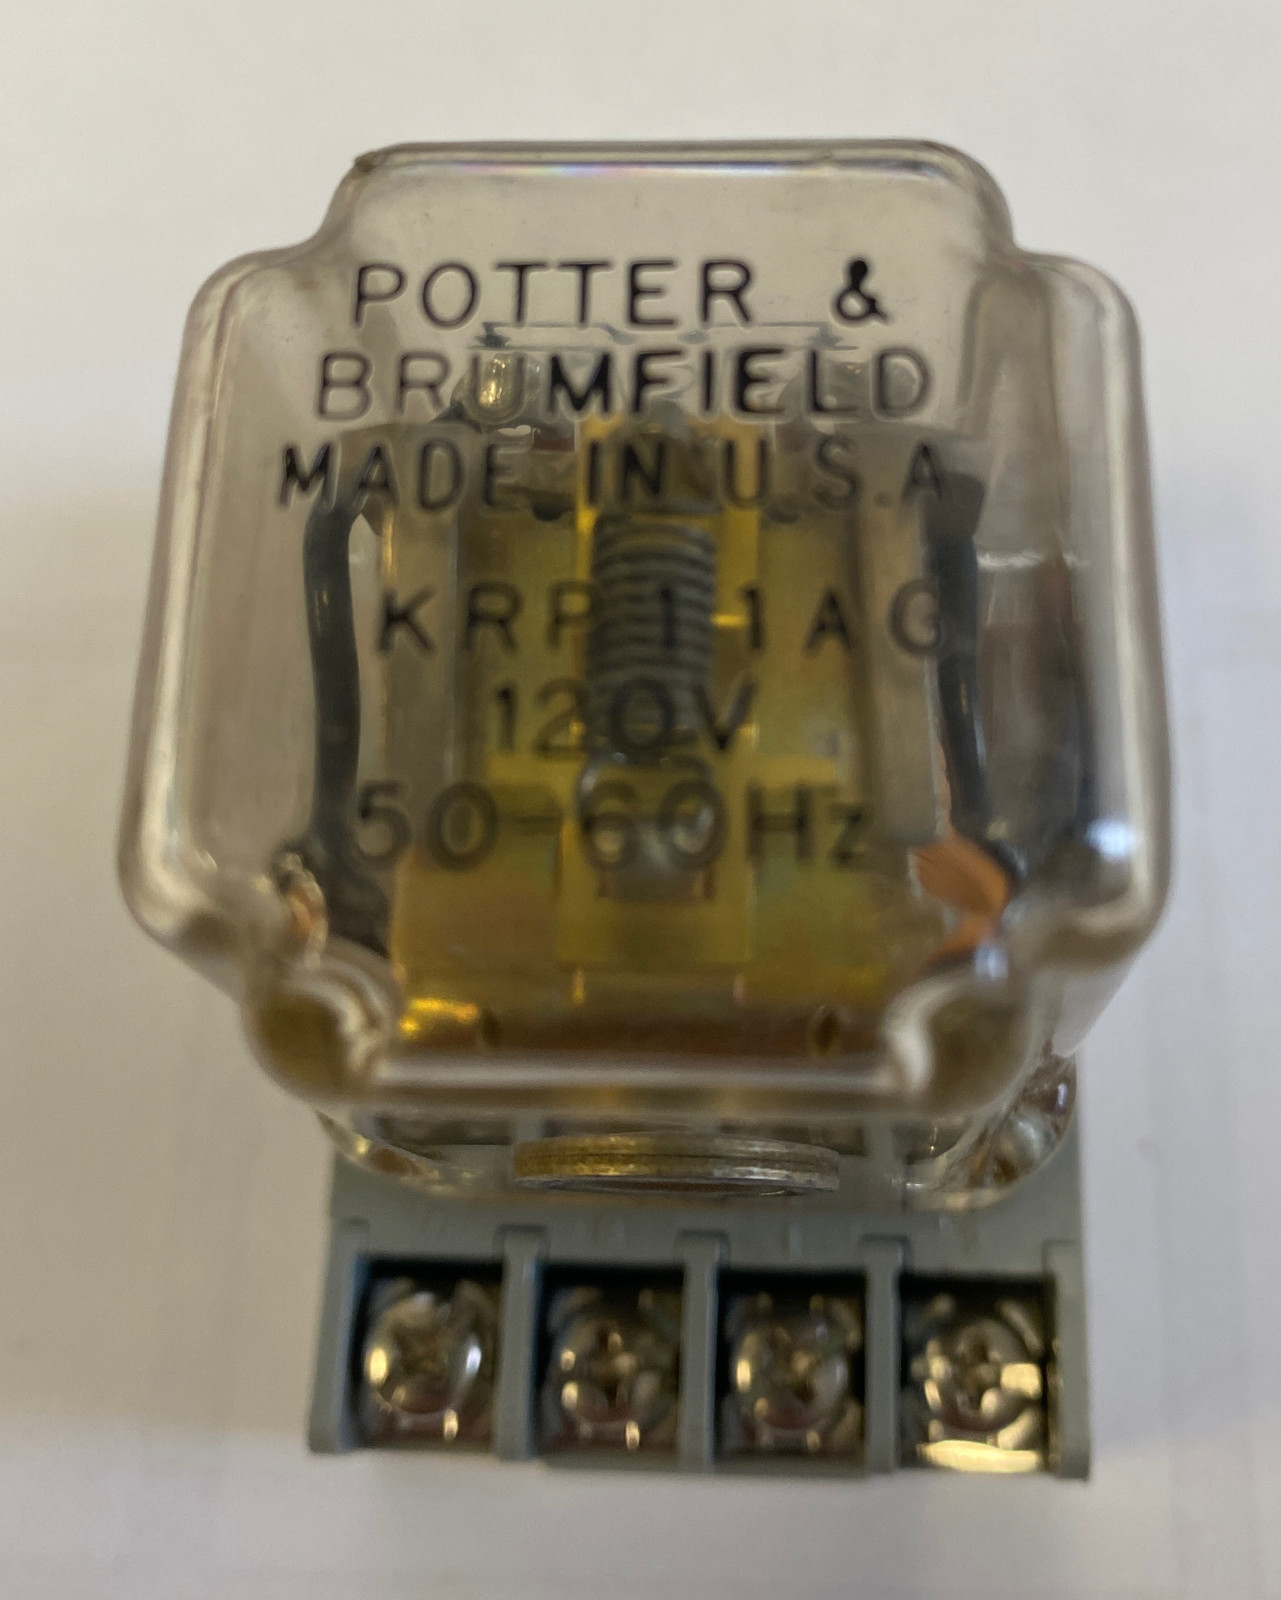 POTTER &
BRUMFIELD
MADE IN U.S.A
KRP11AG
120V
50-60Hz